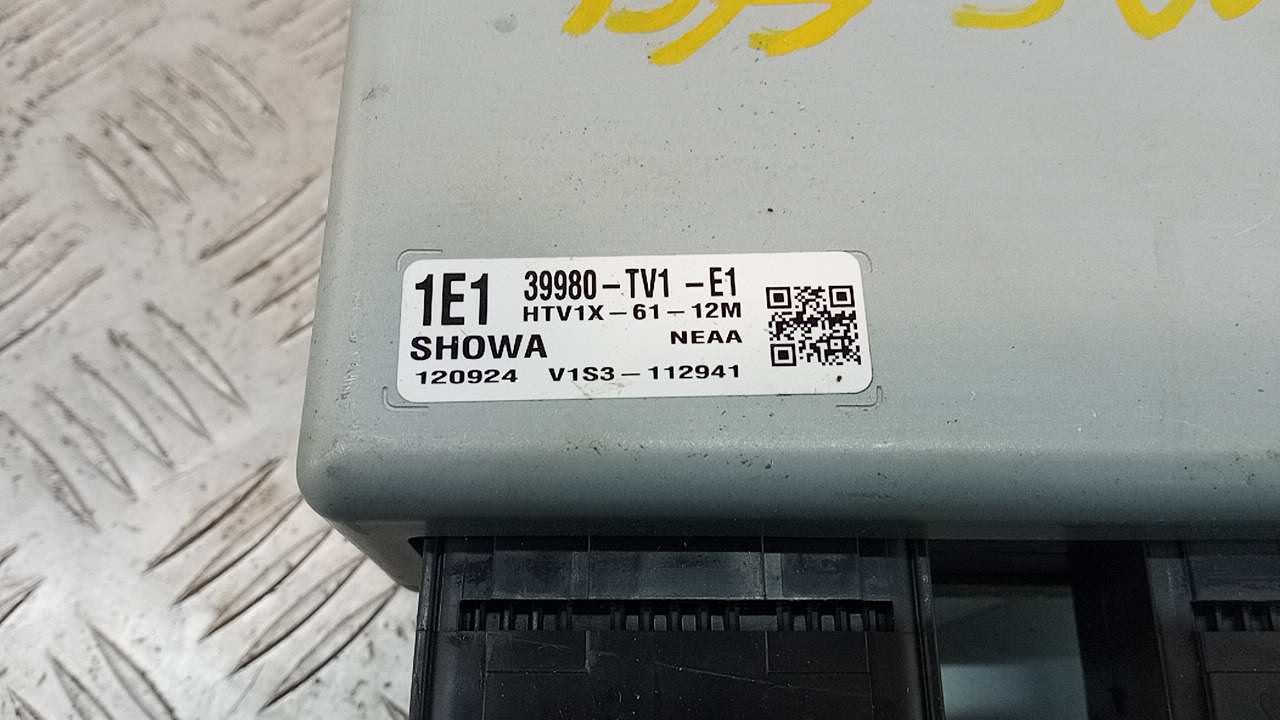 1E1 39980-TV1 -E1
HTV1X-61-12M
SHOWA NEAA
120924 V1S3-112941